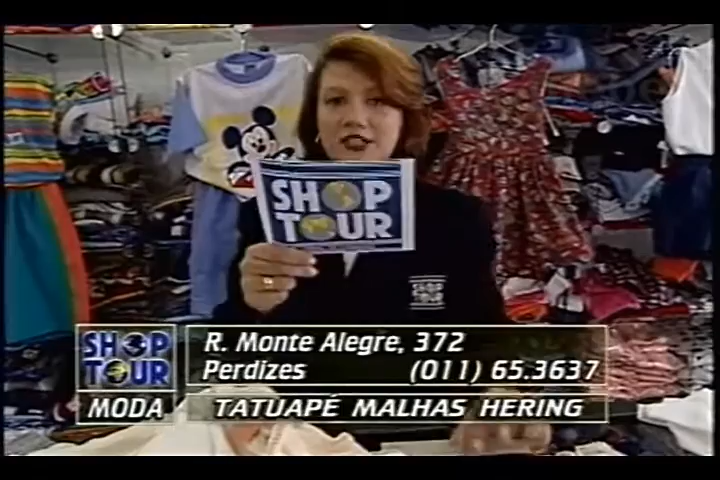 SHOP
TOUR
SHOP
TOUR
SHOP
TOUR
MODA
R. Monte Alegre, 372
Perdizes (011) 65.3637
TATUAPÉ MALHAS HERING